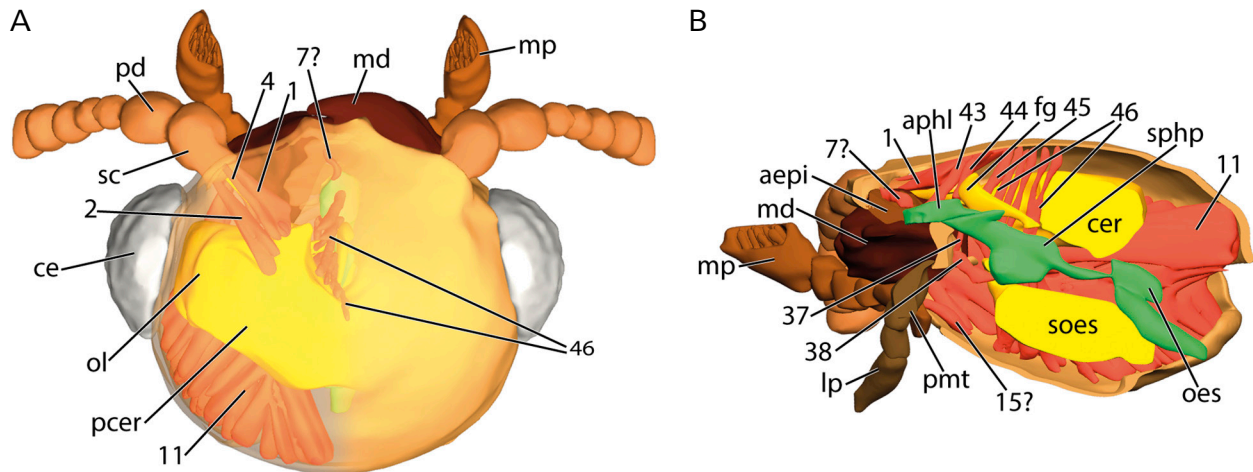 A
B
7?
md
mp
pd
4
1
sc
2
ce
ol
pcer
11
46
aphl
43
44
fg
45
46
sphp
1
7?
11
aepi
md
cer
mp
37
38
soes
lp
pmt
15?
oes